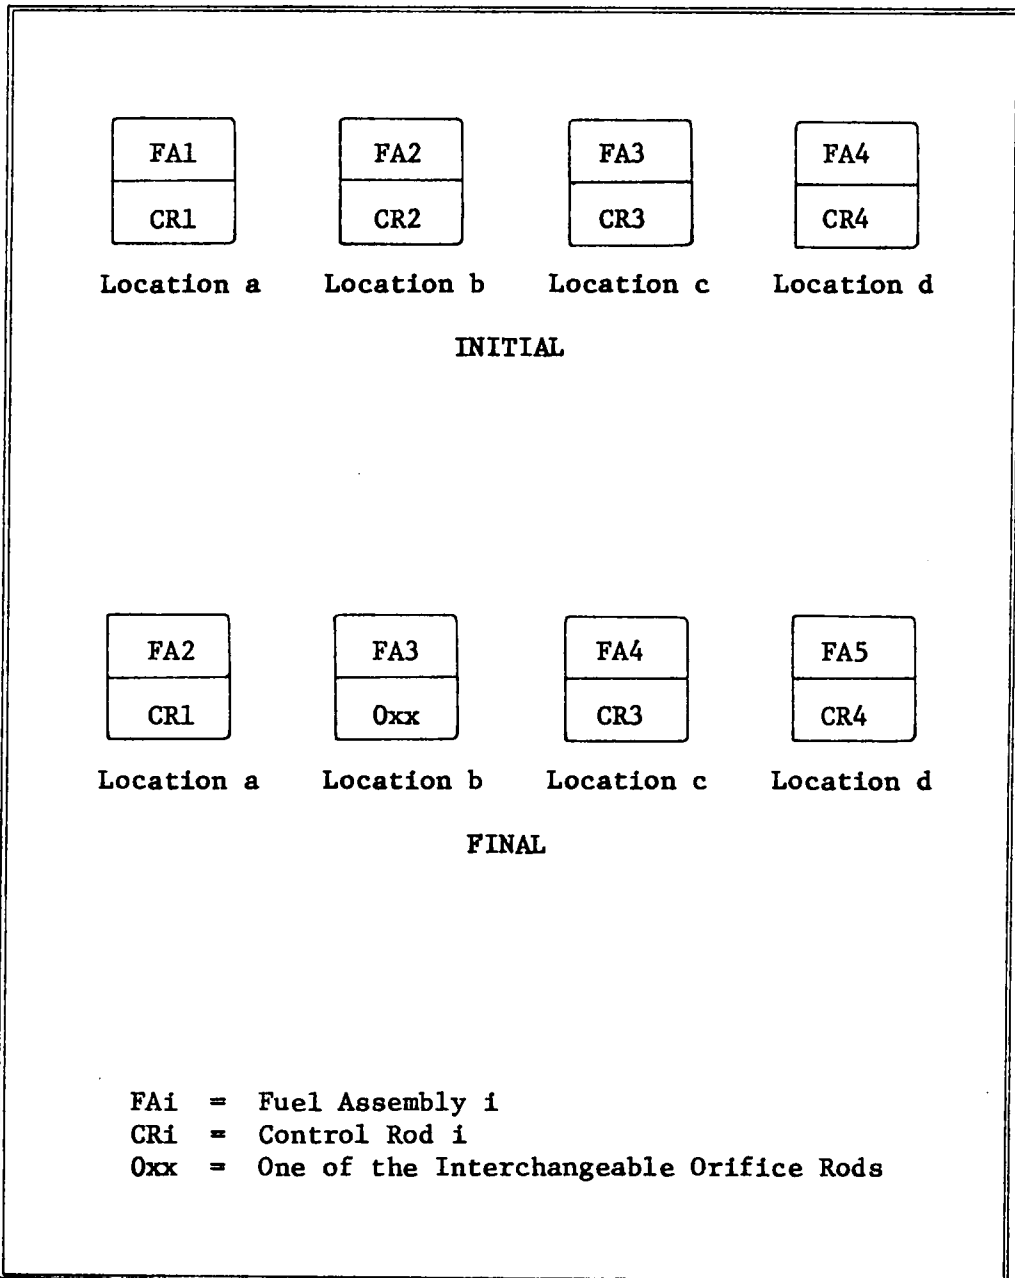 FA1 FA2 FA3 FA4
CR1 CR2 CR3 CR4
Location a Location b Location c Location d
INITIAL
FA2 FA3 FA4 FA5
CR1 Oxx CR3 CR4
Location a Location b Location c Location d
FINAL
FAi = Fuel Assembly i
CRi = Control Rod i
Oxx = One of the Interchangeable Orifice Rods